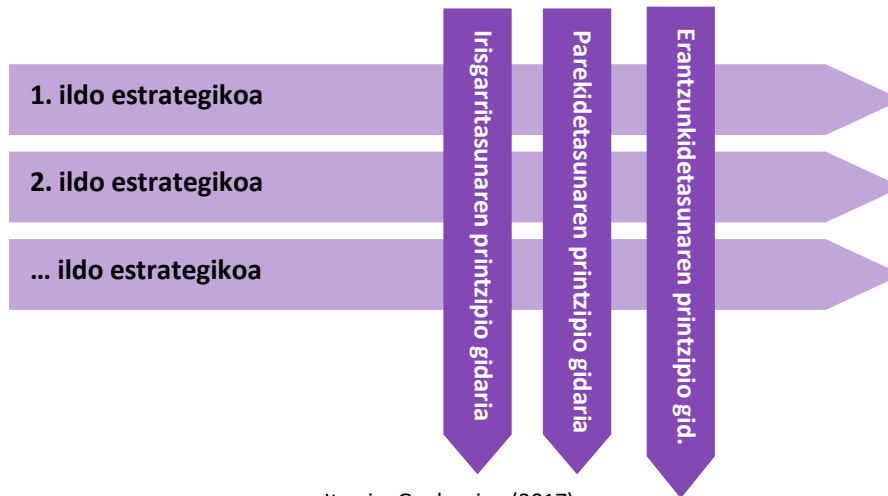 1. ildo estrategikoa
2. ildo estrategikoa
... ildo estrategikoa
Irisgarritasunaren printzipio gidaria
Parekidetasunaren printzipio gidaria
Erantzunkidetasunaren printzipio gid.